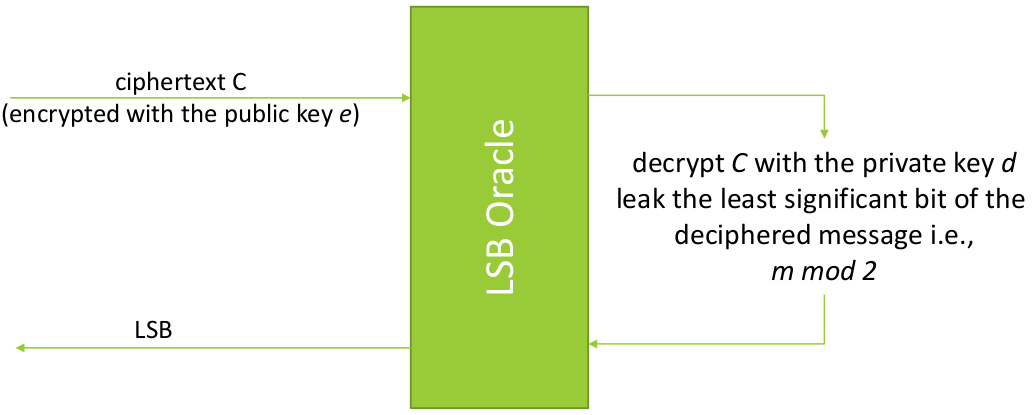 ciphertext C
(encrypted with the public key e)
LSB Oracle
decrypt C with the private key d
leak the least significant bit of the
deciphered message i.e.,
m mod 2
LSB